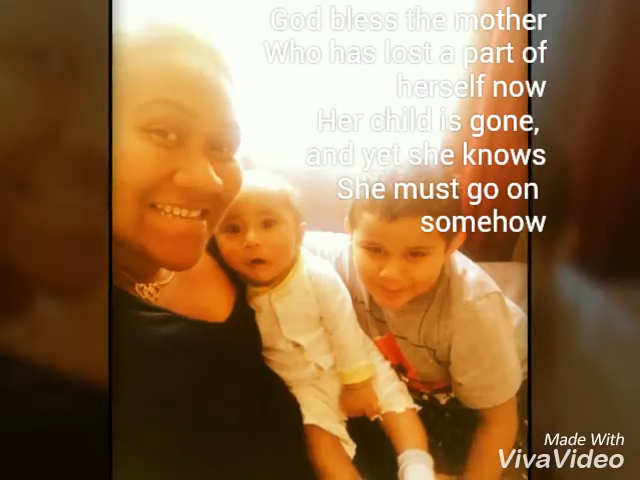 God bless the mother
Who has lost a part of
herself now
Her child is gone,
and yet she knows
She must go on
somehow
Made With
VivaVideo